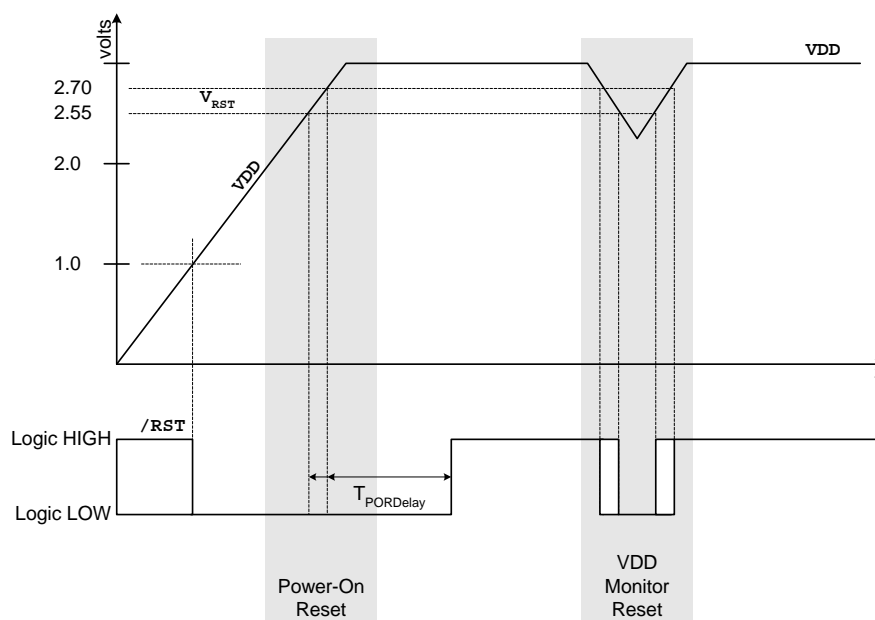 volts
VDD
2.70
V_RST
2.55
2.0
VDD
1.0
/RST
Logic HIGH
T_PORDelay
Logic LOW
Power-On
Reset
VDD
Monitor
Reset